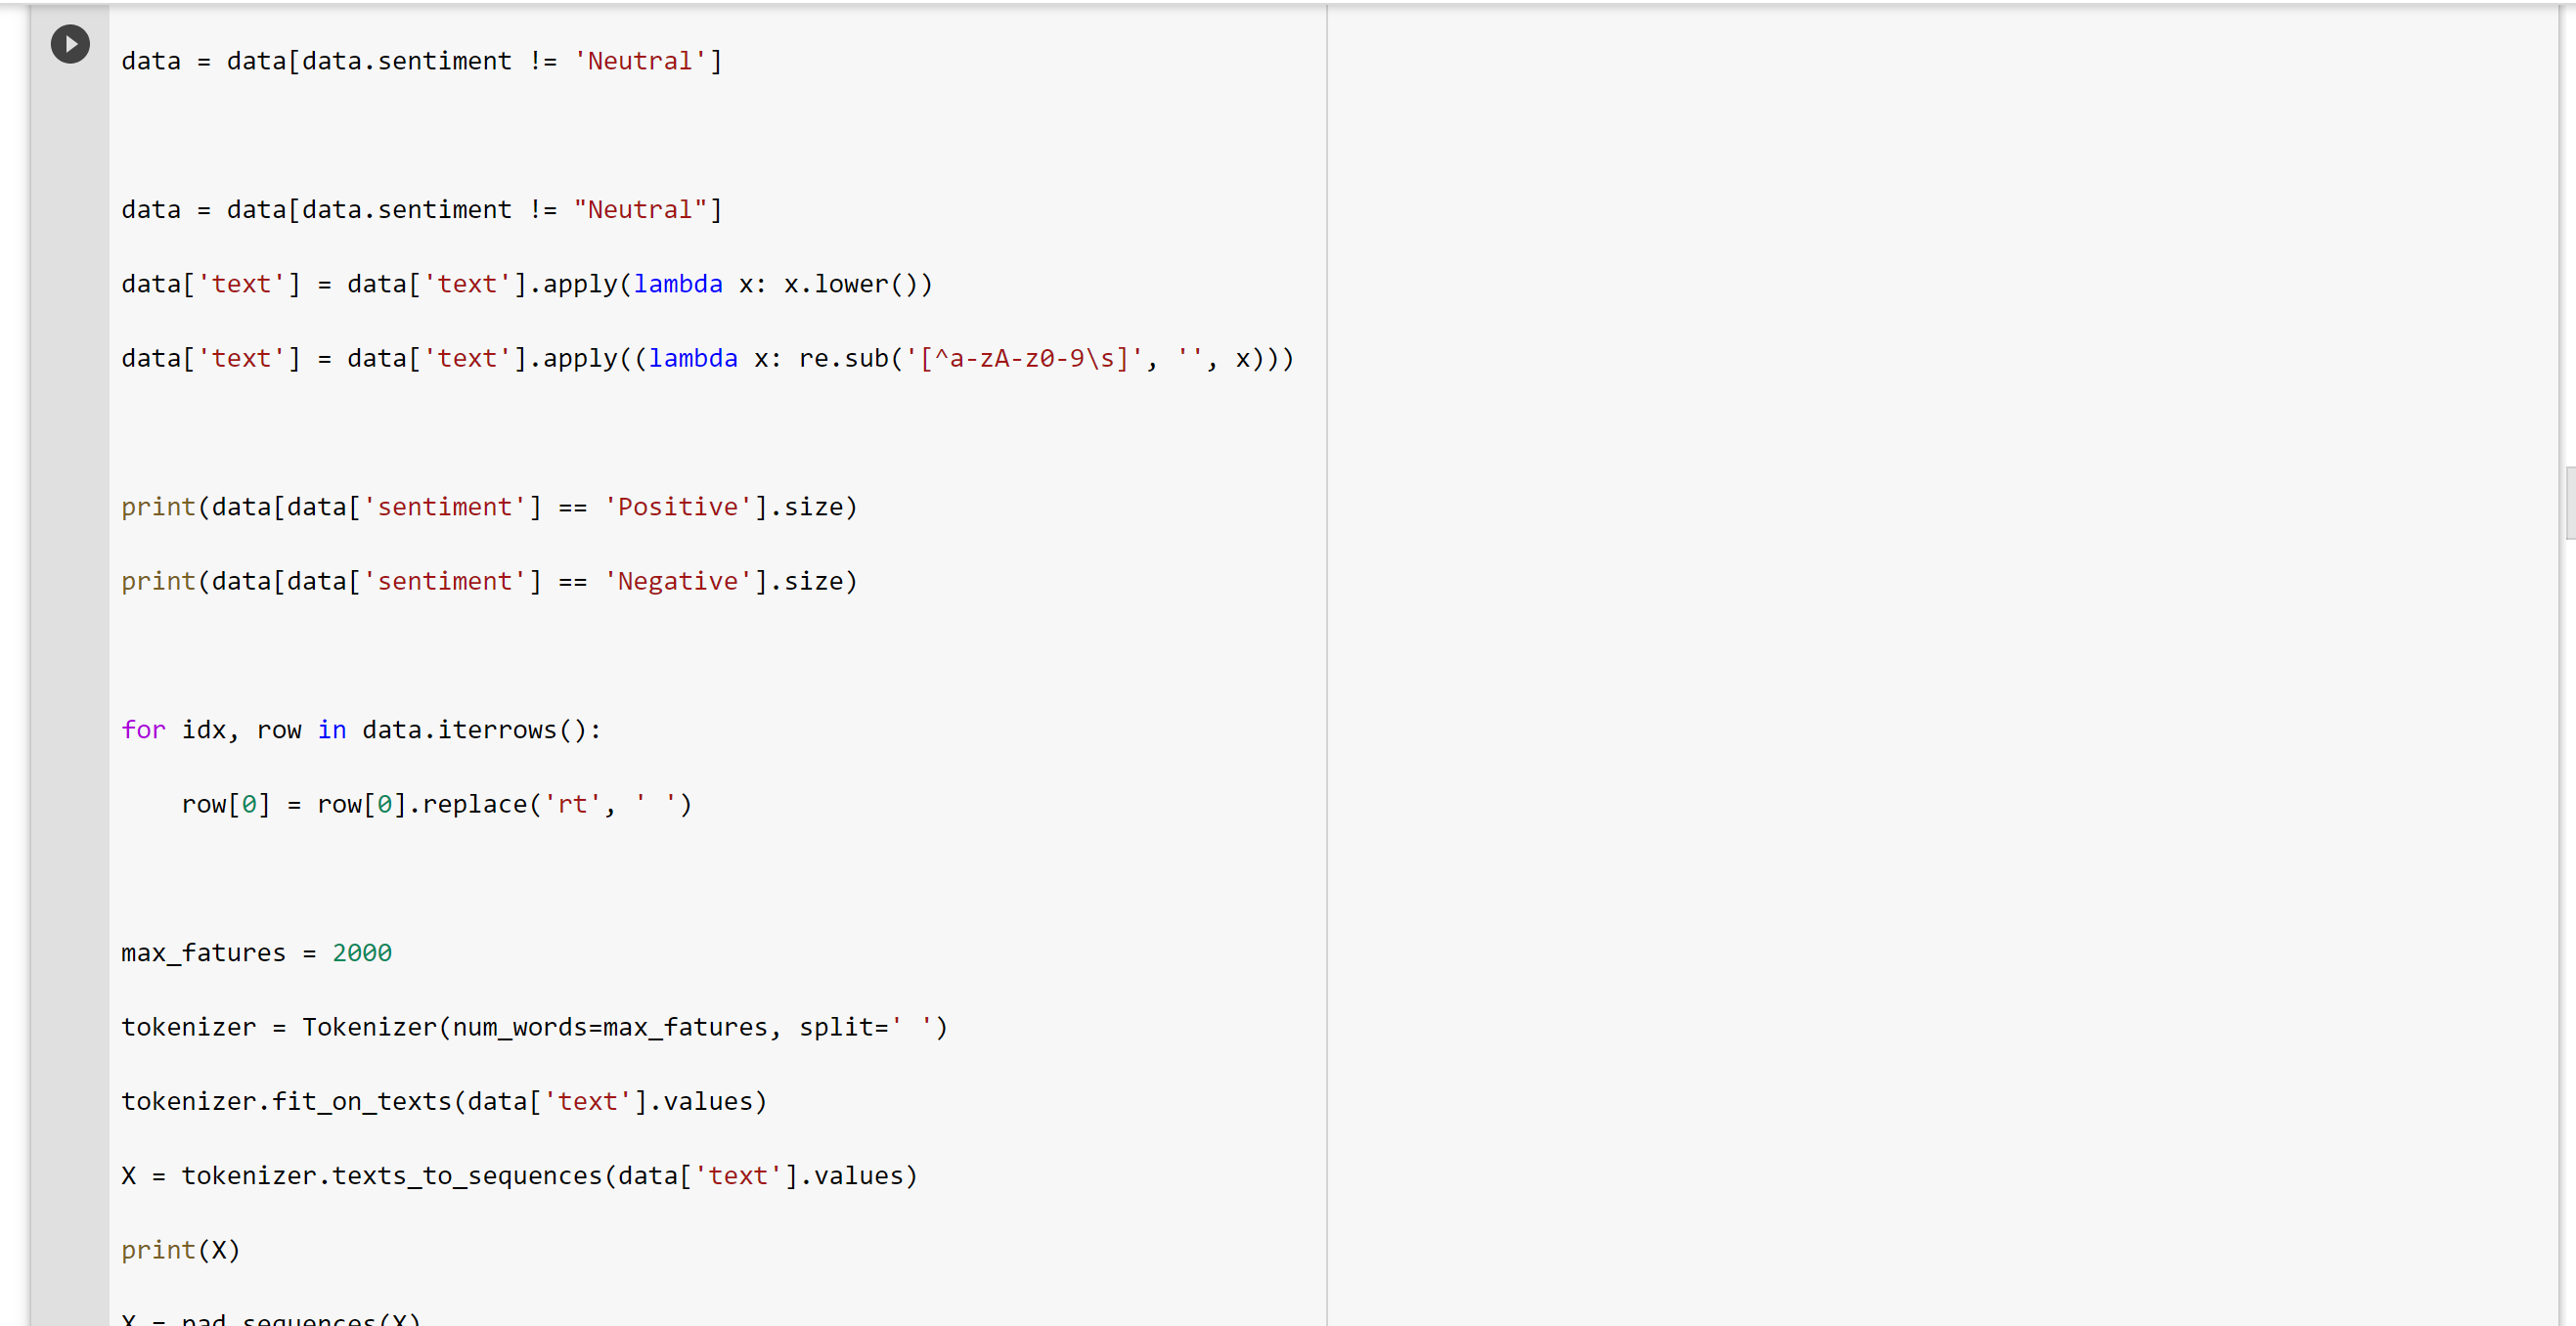 data = data[data.sentiment != 'Neutral']
data = data[data.sentiment != "Neutral"]
data['text'] = data['text'].apply(lambda x: x.lower())
data['text'] = data['text'].apply((lambda x: re.sub('[^a-zA-z0-9\s]', '', x)))
print(data[data['sentiment'] == 'Positive'].size)
print(data[data['sentiment'] == 'Negative'].size)
for idx, row in data.iterrows():
    row[0] = row[0].replace('rt', ' ')
max_fatures = 2000
tokenizer = Tokenizer(num_words=max_fatures, split=' ')
tokenizer.fit_on_texts(data['text'].values)
X = tokenizer.texts_to_sequences(data['text'].values)
print(X)
X = pad_sequences(X)